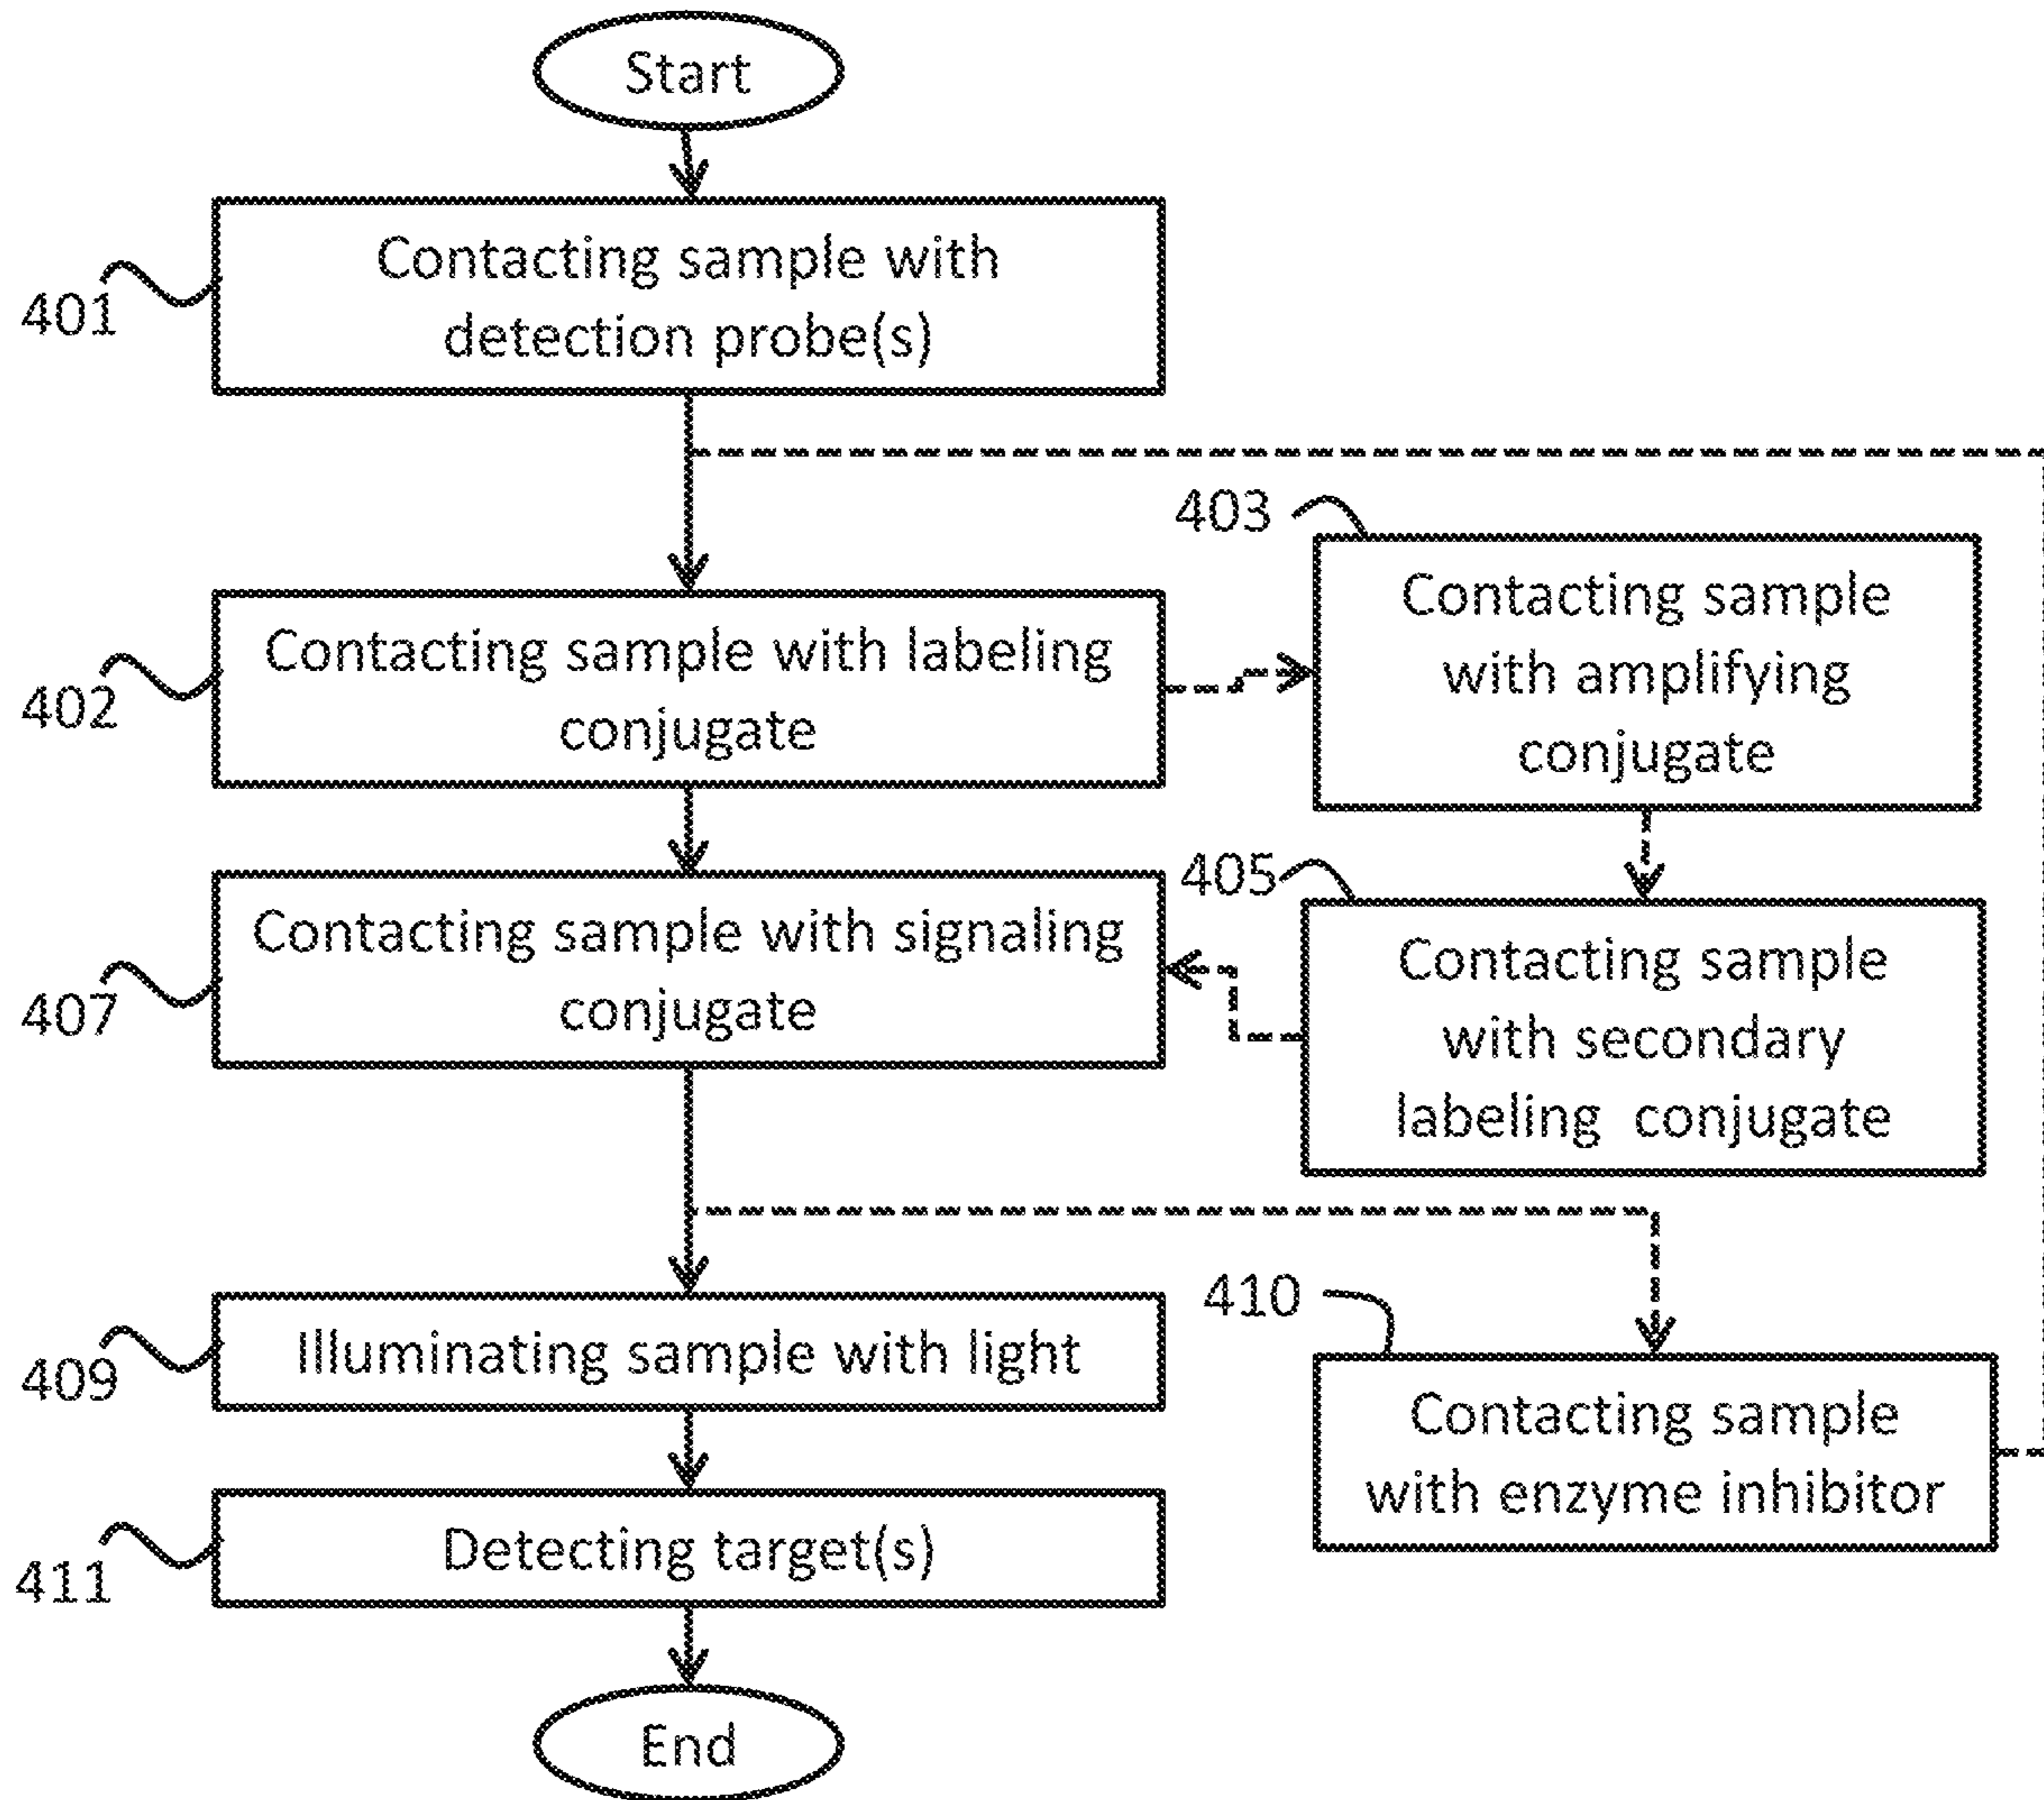 Start
Contacting sample with
detection probe(s)
401
403
Contacting sample
with amplifying
conjugate
Contacting sample with labeling
conjugate
402
405
Contacting sample
with secondary
labeling conjugate
Contacting sample with signaling
conjugate
407
410
Contacting sample
with enzyme inhibitor
Illuminating sample with light
409
Detecting target(s)
411
End